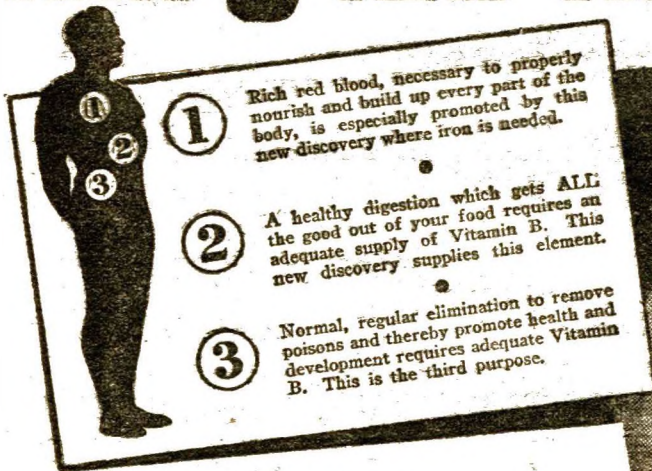 1
2
3
1
Rich red blood, necessary to properly
nourish and build up every part of the
body, is especially promoted by this
new discovery where iron is needed.
2
A healthy digestion which gets ALL
the good out of your food requires an
adequate supply of Vitamin B. This
new discovery supplies this element.
3
Normal, regular elimination to remove
poisons and thereby promote health and
development requires adequate Vitamin
B. This is the third purpose.